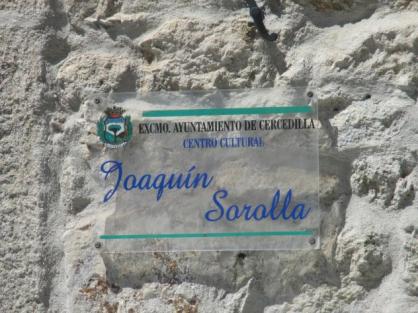 EXCMO. AYUNTAMIENTO DE CERCEDILLA
CENTRO CULTURAL
Joaquín
Sorolla